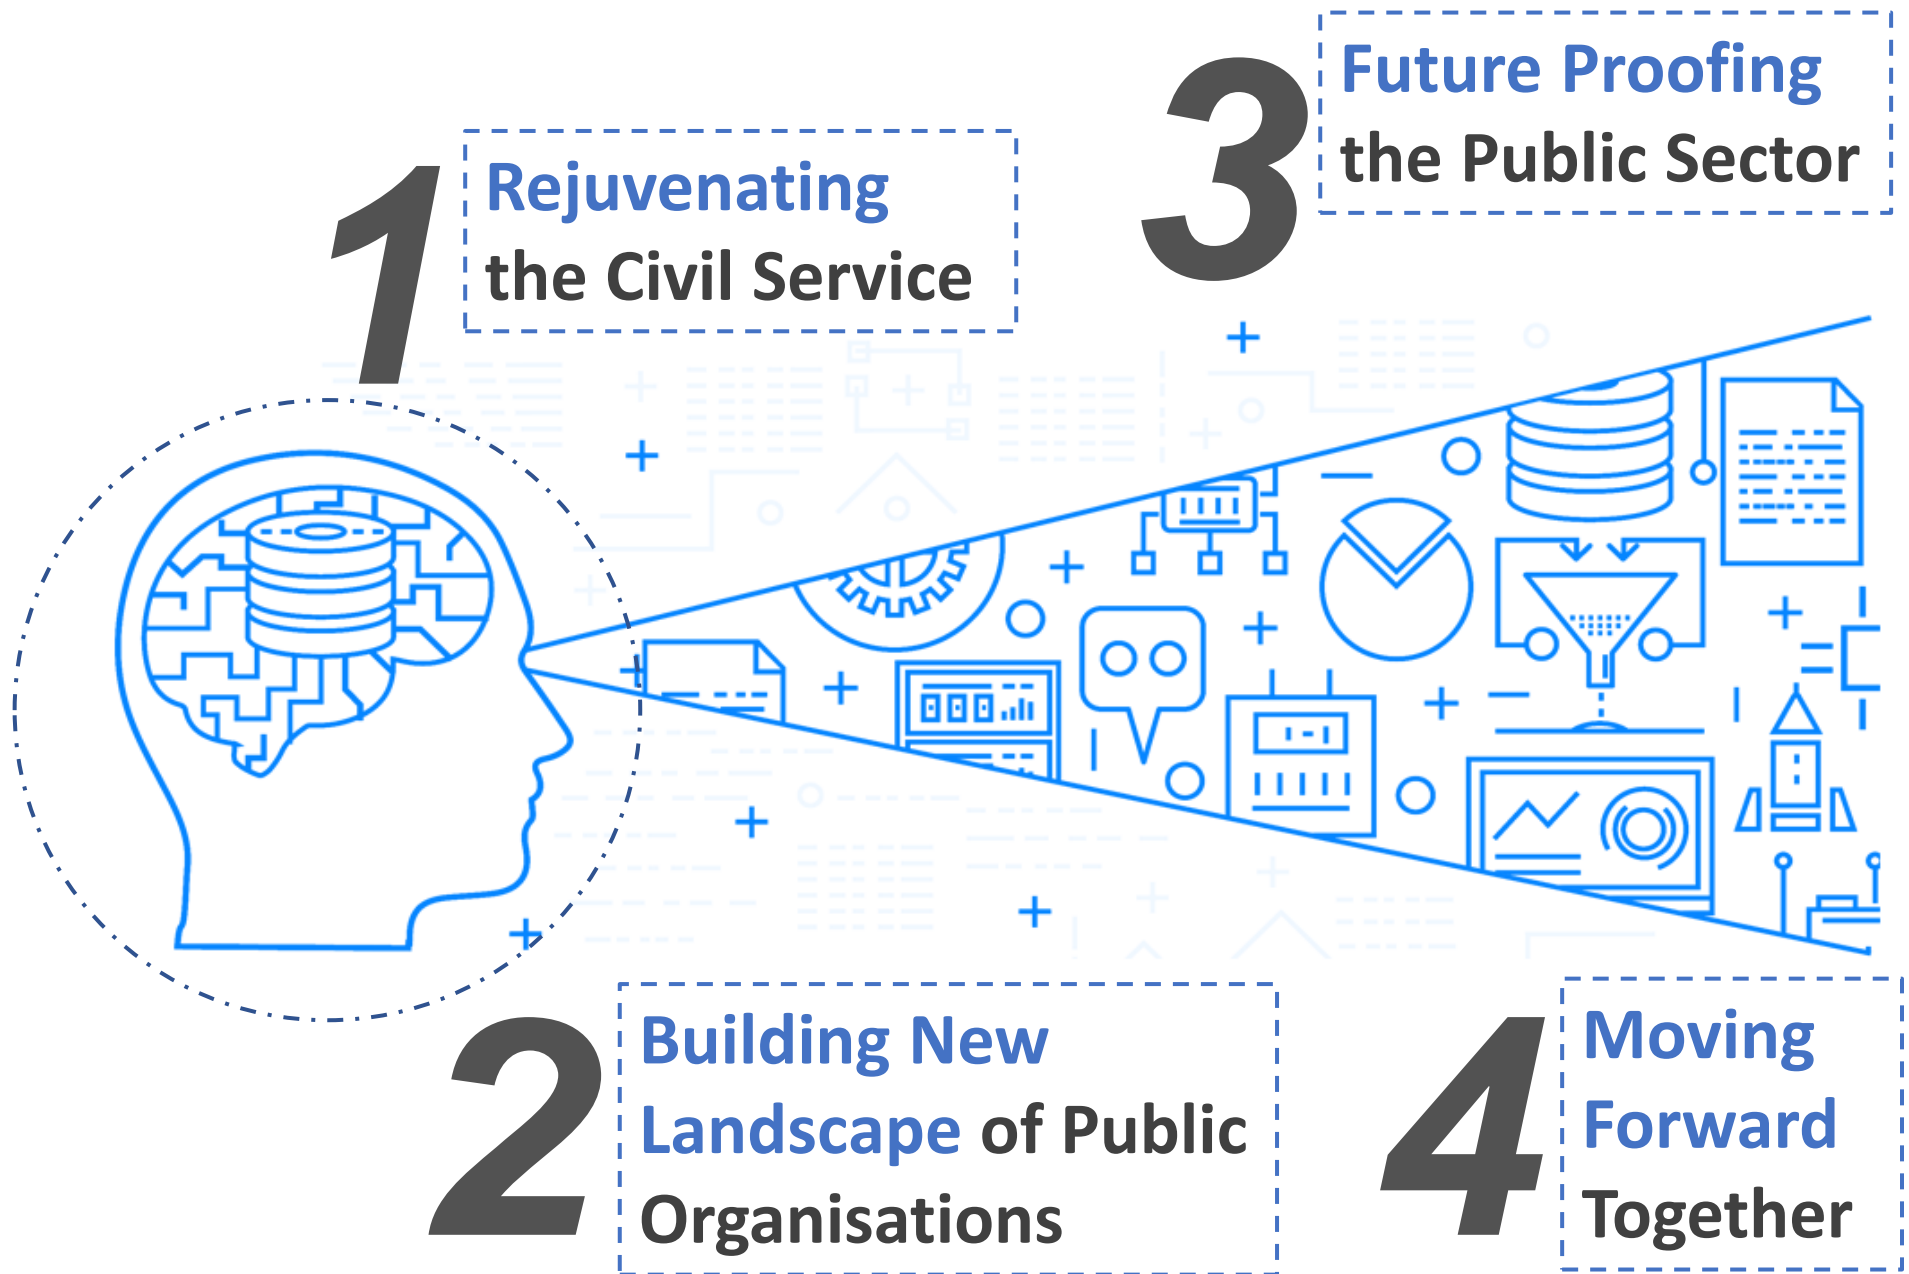 1
Rejuvenating
the Civil Service
2
Building New
Landscape of Public
Organisations
3
Future Proofing
the Public Sector
4
Moving
Forward
Together